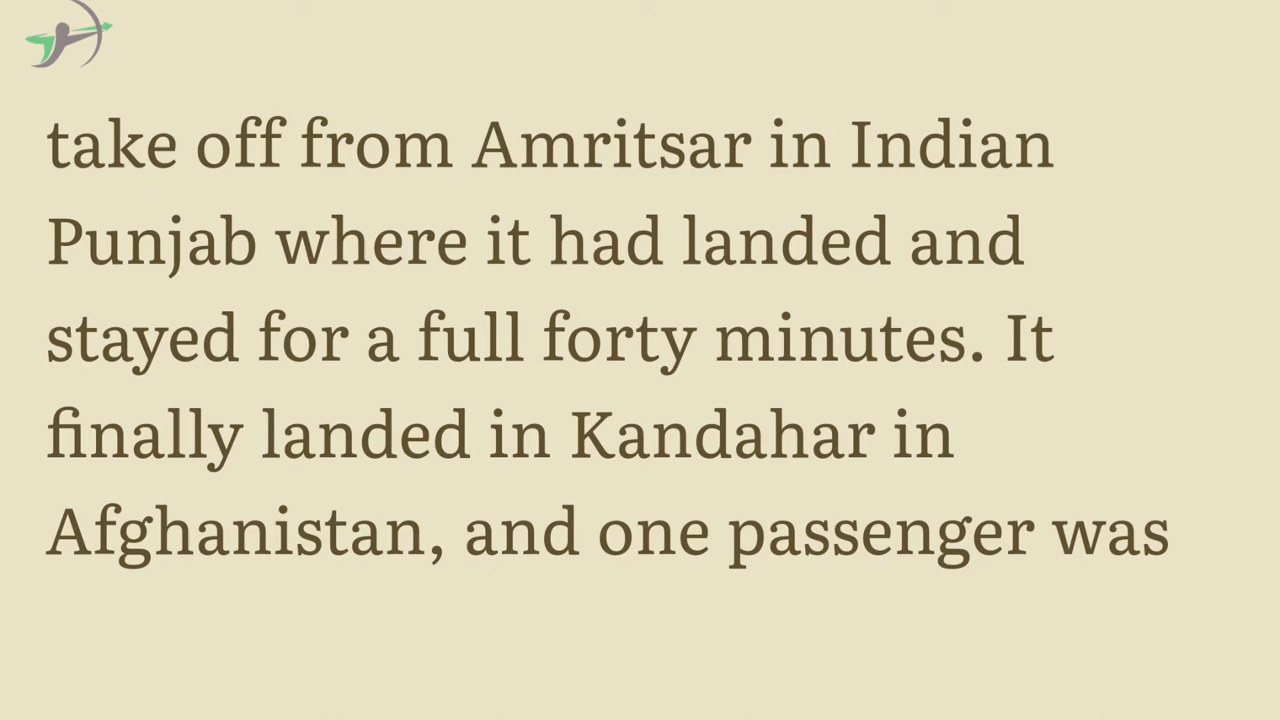 take off from Amritsar in Indian
Punjab where it had landed and
stayed for a full forty minutes. It
finally landed in Kandahar in
Afghanistan, and one passenger was